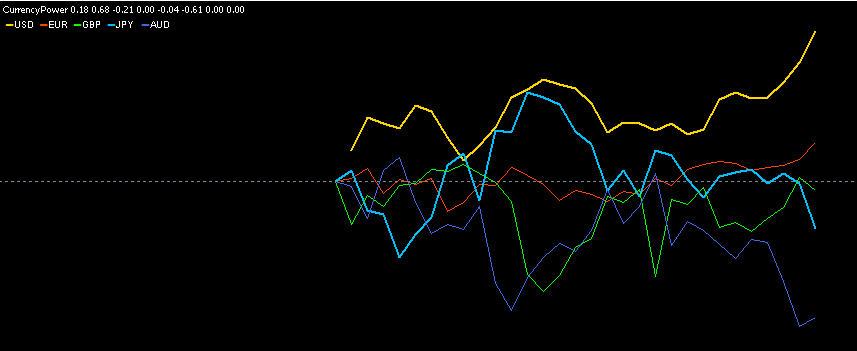 CurrencyPower 0.18 0.68 -0.21 0.00 -0.04 -0.61 0.00 0.00
USD EUR GBP JPY AUD